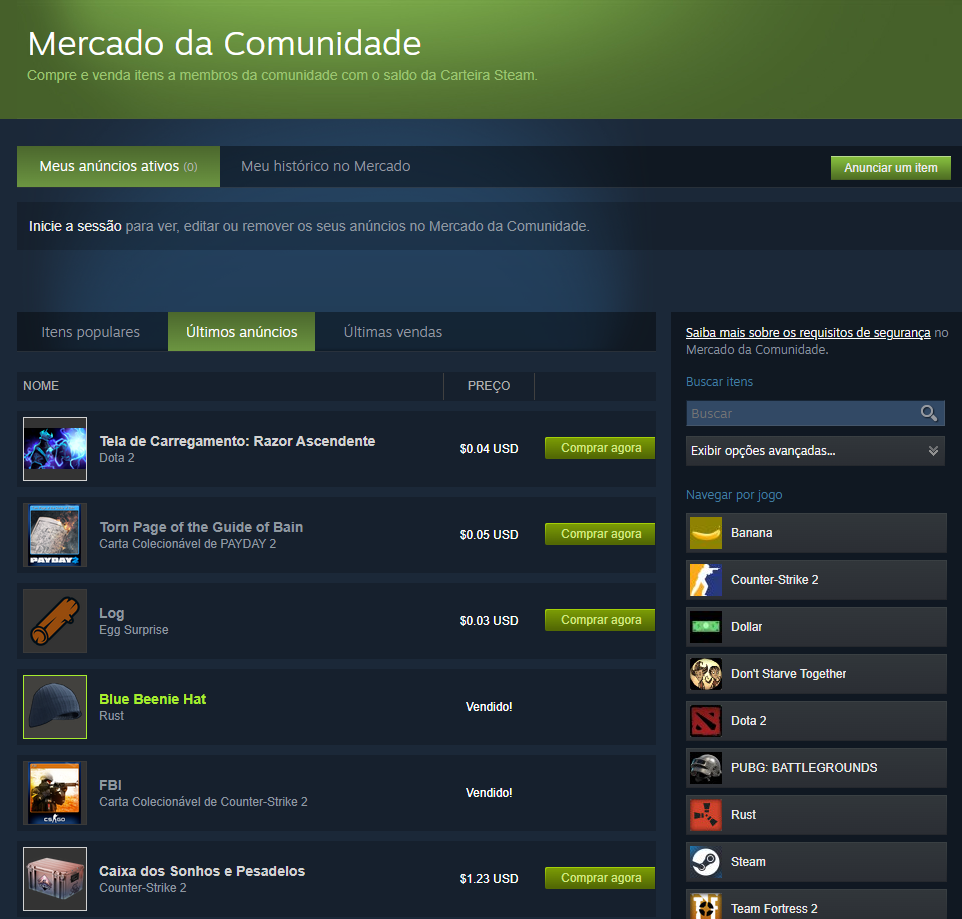 Mercado da Comunidade
Compre e venda itens a membros da comunidade com o saldo da Carteira Steam.
Meus anúncios ativos (0)
Meu histórico no Mercado
Anunciar um item
Inicie a sessão para ver, editar ou remover os seus anúncios no Mercado da Comunidade.
Itens populares
Últimos anúncios
Últimas vendas
NOME
PREÇO
Tela de Carregamento: Razor Ascendente
Dota 2
$0.04 USD
Comprar agora
PAYDAY2
Torn Page of the Guide of Bain
Carta Colecionável de PAYDAY 2
$0.05 USD
Comprar agora
Log
Egg Surprise
$0.03 USD
Comprar agora
Blue Beenie Hat
Rust
Vendido!
CS:GO
FBI
Carta Colecionável de Counter-Strike 2
Vendido!
Caixa dos Sonhos e Pesadelos
Counter-Strike 2
$1.23 USD
Comprar agora
Saiba mais sobre os requisitos de segurança no
Mercado da Comunidade.
Buscar itens
Buscar
Exibir opções avançadas...
Navegar por jogo
Banana
Counter-Strike 2
Dollar
Don't Starve Together
Dota 2
PUBG: BATTLEGROUNDS
Rust
Steam
Team Fortress 2